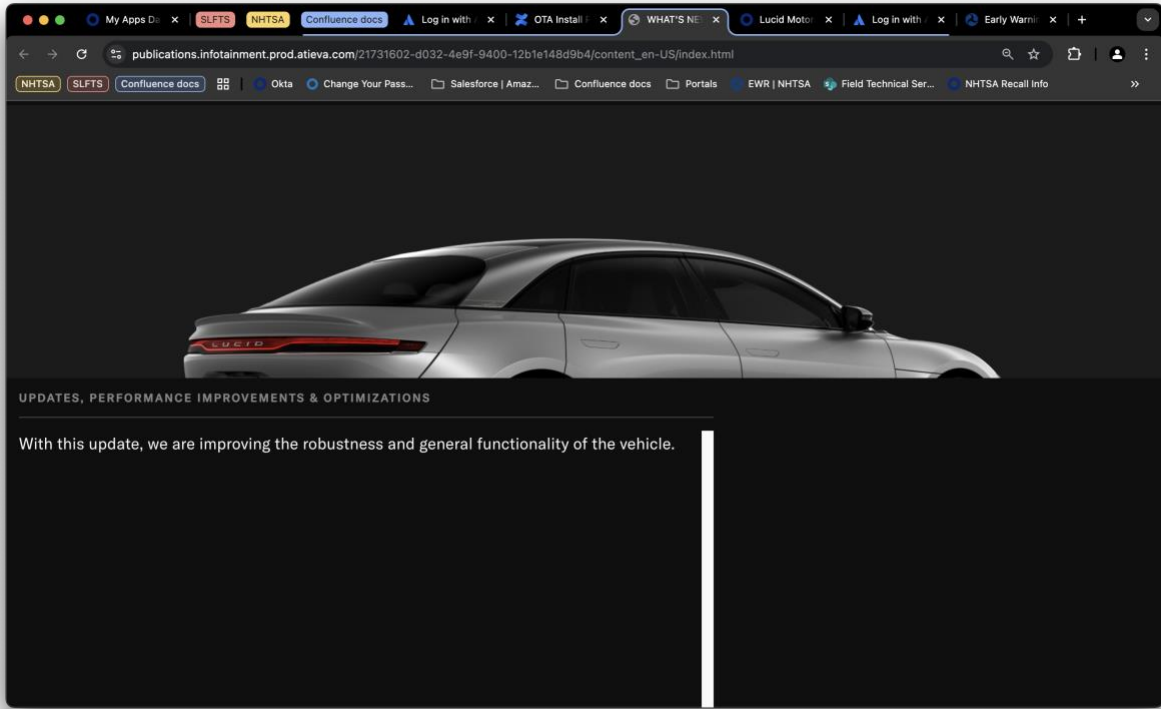 My Apps Da
SLFTS
NHTSA
Confluence docs
Log in with
OTA Install
WHAT'S NE
Lucid Motor
Log in with
Early Warni
publications.infotainment.prod.atieva.com/21731602-d032-4e9f-9400-12b1e148d9b4/content_en-US/index.html
NHTSA
SLFTS
Confluence docs
Okta
Change Your Pass...
Salesforce | Amaz...
Confluence docs
Portals
EWR | NHTSA
Field Technical Ser...
NHTSA Recall Info
LUCID
UPDATES, PERFORMANCE IMPROVEMENTS & OPTIMIZATIONS
With this update, we are improving the robustness and general functionality of the vehicle.